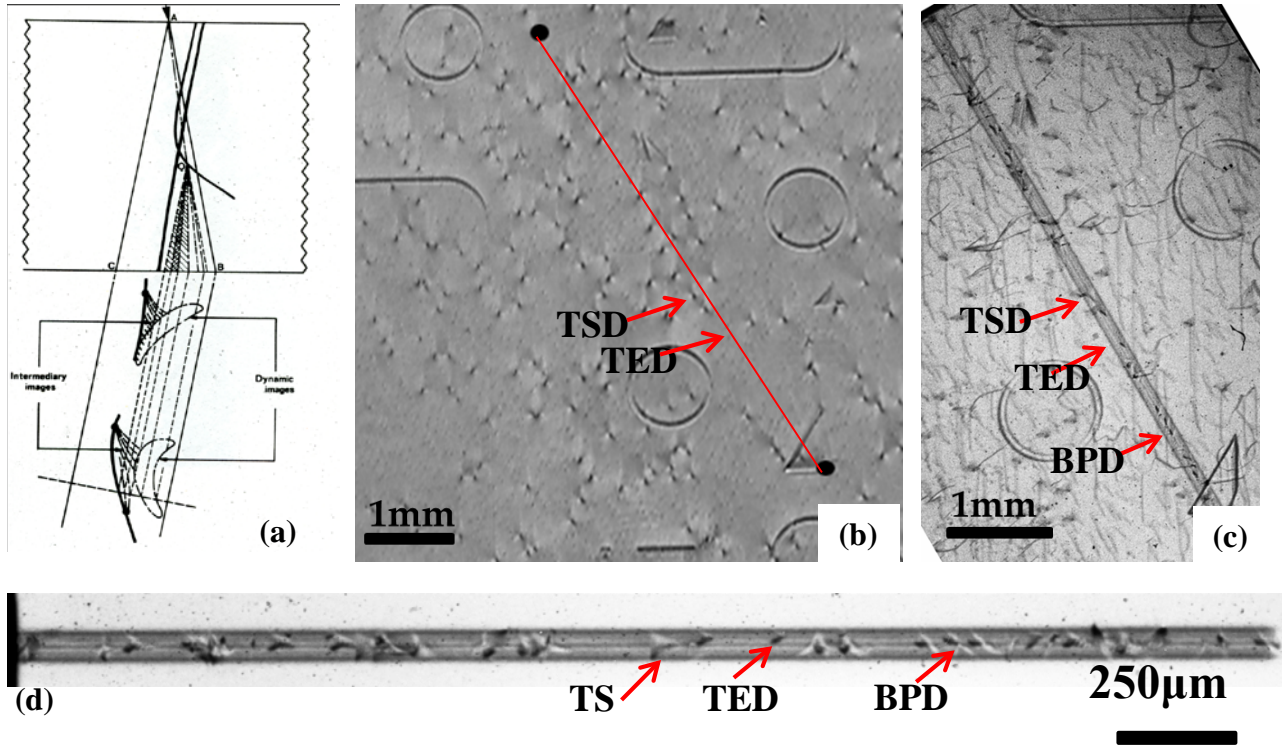 A
O
C
B
Intermediary
images
Dynamic
images
(a)
TSD
TED
1mm
(b)
TSD
TED
BPD
1mm
(c)
TS
TED
BPD
250µm
(d)